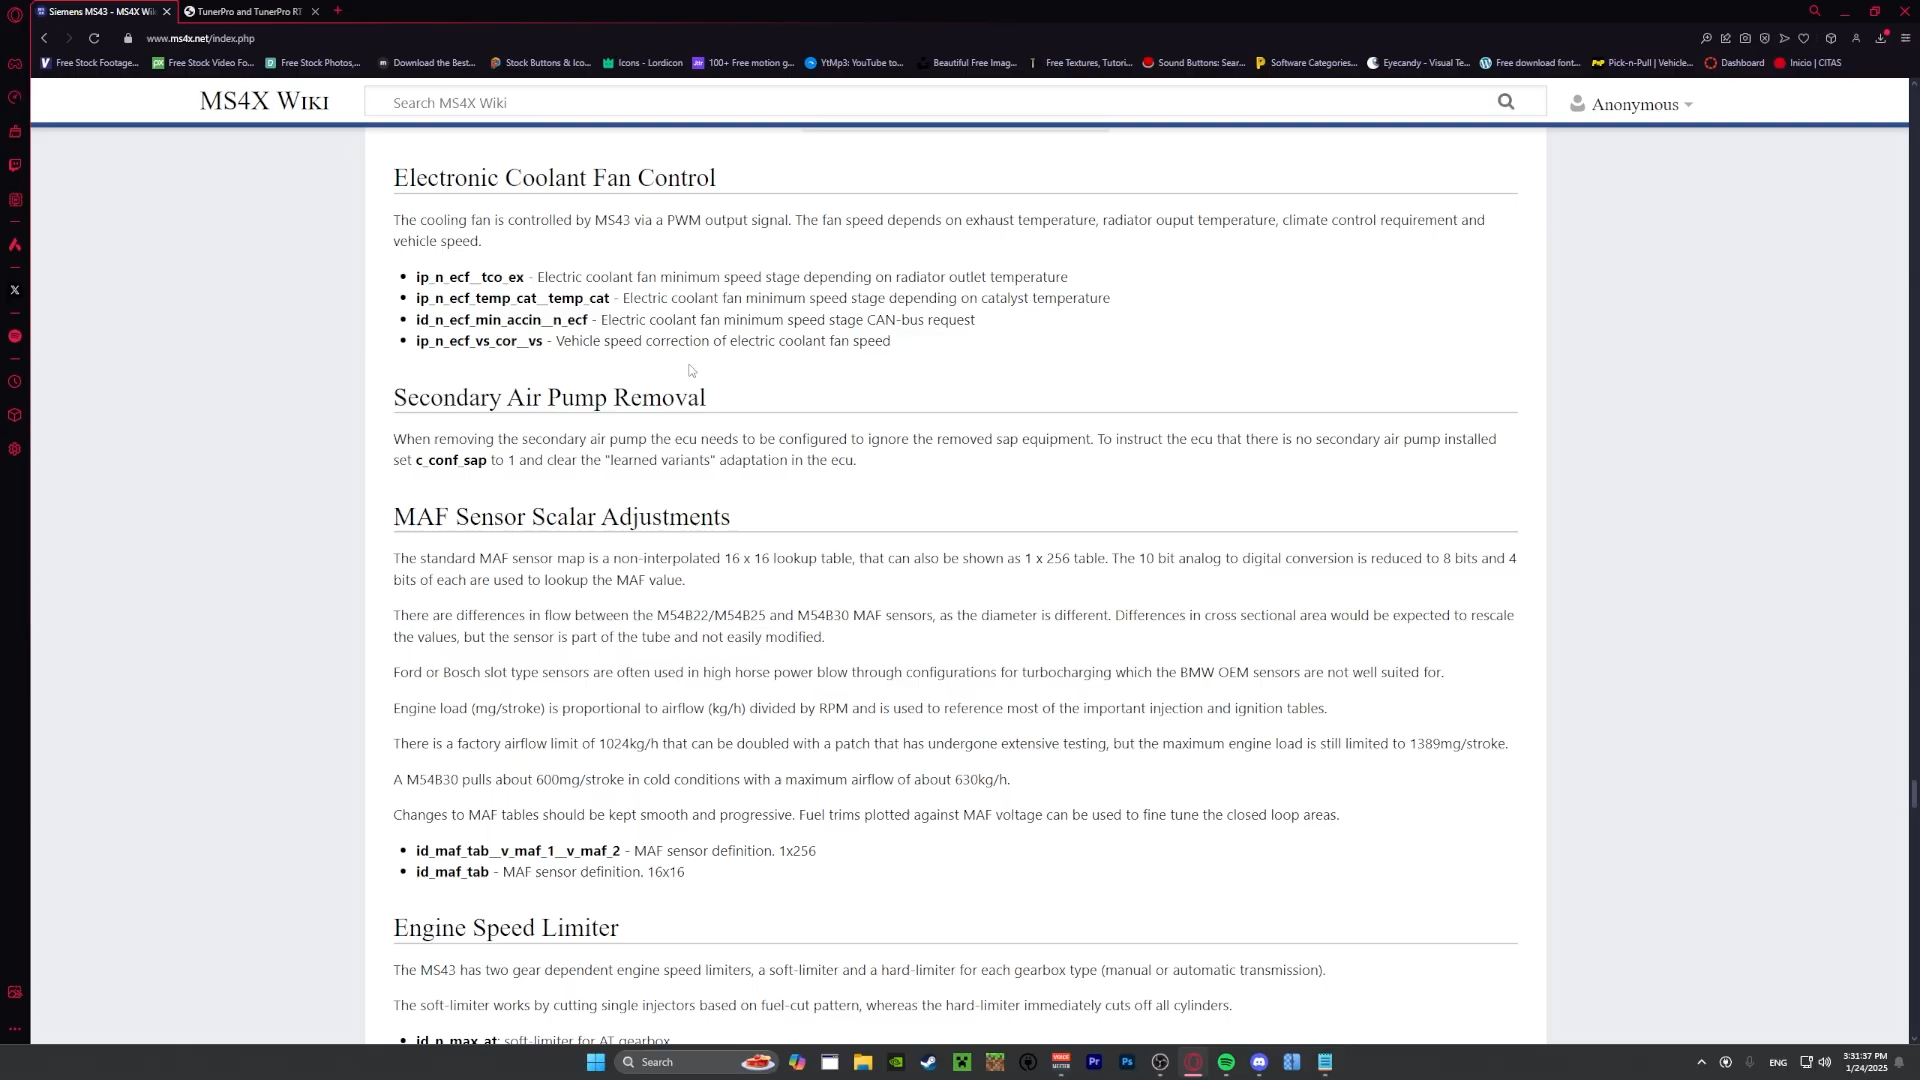 Siemens MS43 - MS4X Wi
TunerPro and TunerPro RT
www.ms4x.net/index.php
Free Stock Footage...
Free Stock Video Fo...
Free Stock Photos,...
Download the Best...
Stock Buttons & Ico...
Icons - Lordicon
100+ Free motion g...
YtMp3: YouTube to...
Beautiful Free Imag...
Free Textures, Tutori...
Sound Buttons: Sear...
Software Categories...
Eyecandy - Visual Te...
Free download font...
Pick-n-Pull | Vehicle...
Dashboard
Inicio | CITAS
MS4X WIKI
Search MS4X Wiki
Anonymous
Electronic Coolant Fan Control
The cooling fan is controlled by MS43 via a PWM output signal. The fan speed depends on exhaust temperature, radiator ouput temperature, climate control requirement and
vehicle speed.
• ip_n_ecf__tco_ex - Electric coolant fan minimum speed stage depending on radiator outlet temperature
• ip_n_ecf_temp_cat__temp_cat - Electric coolant fan minimum speed stage depending on catalyst temperature
• id_n_ecf_min_accin__n_ecf - Electric coolant fan minimum speed stage CAN-bus request
• ip_n_ecf_vs_cor__vs - Vehicle speed correction of electric coolant fan speed
Secondary Air Pump Removal
When removing the secondary air pump the ecu needs to be configured to ignore the removed sap equipment. To instruct the ecu that there is no secondary air pump installed
set c_conf_sap to 1 and clear the "learned variants" adaptation in the ecu.
MAF Sensor Scalar Adjustments
The standard MAF sensor map is a non-interpolated 16 x 16 lookup table, that can also be shown as 1 x 256 table. The 10 bit analog to digital conversion is reduced to 8 bits and 4
bits of each are used to lookup the MAF value.
There are differences in flow between the M54B22/M54B25 and M54B30 MAF sensors, as the diameter is different. Differences in cross sectional area would be expected to rescale
the values, but the sensor is part of the tube and not easily modified.
Ford or Bosch slot type sensors are often used in high horse power blow through configurations for turbocharging which the BMW OEM sensors are not well suited for.
Engine load (mg/stroke) is proportional to airflow (kg/h) divided by RPM and is used to reference most of the important injection and ignition tables.
There is a factory airflow limit of 1024kg/h that can be doubled with a patch that has undergone extensive testing, but the maximum engine load is still limited to 1389mg/stroke.
A M54B30 pulls about 600mg/stroke in cold conditions with a maximum airflow of about 630kg/h.
Changes to MAF tables should be kept smooth and progressive. Fuel trims plotted against MAF voltage can be used to fine tune the closed loop areas.
• id_maf_tab__v_maf_1__v_maf_2 - MAF sensor definition. 1x256
• id_maf_tab - MAF sensor definition. 16x16
Engine Speed Limiter
The MS43 has two gear dependent engine speed limiters, a soft-limiter and a hard-limiter for each gearbox type (manual or automatic transmission).
The soft-limiter works by cutting single injectors based on fuel-cut pattern, whereas the hard-limiter immediately cuts off all cylinders.
• id_n_max_at: soft-limiter for AT gearbox
Search
ENG
3:31:37 PM
1/24/2025